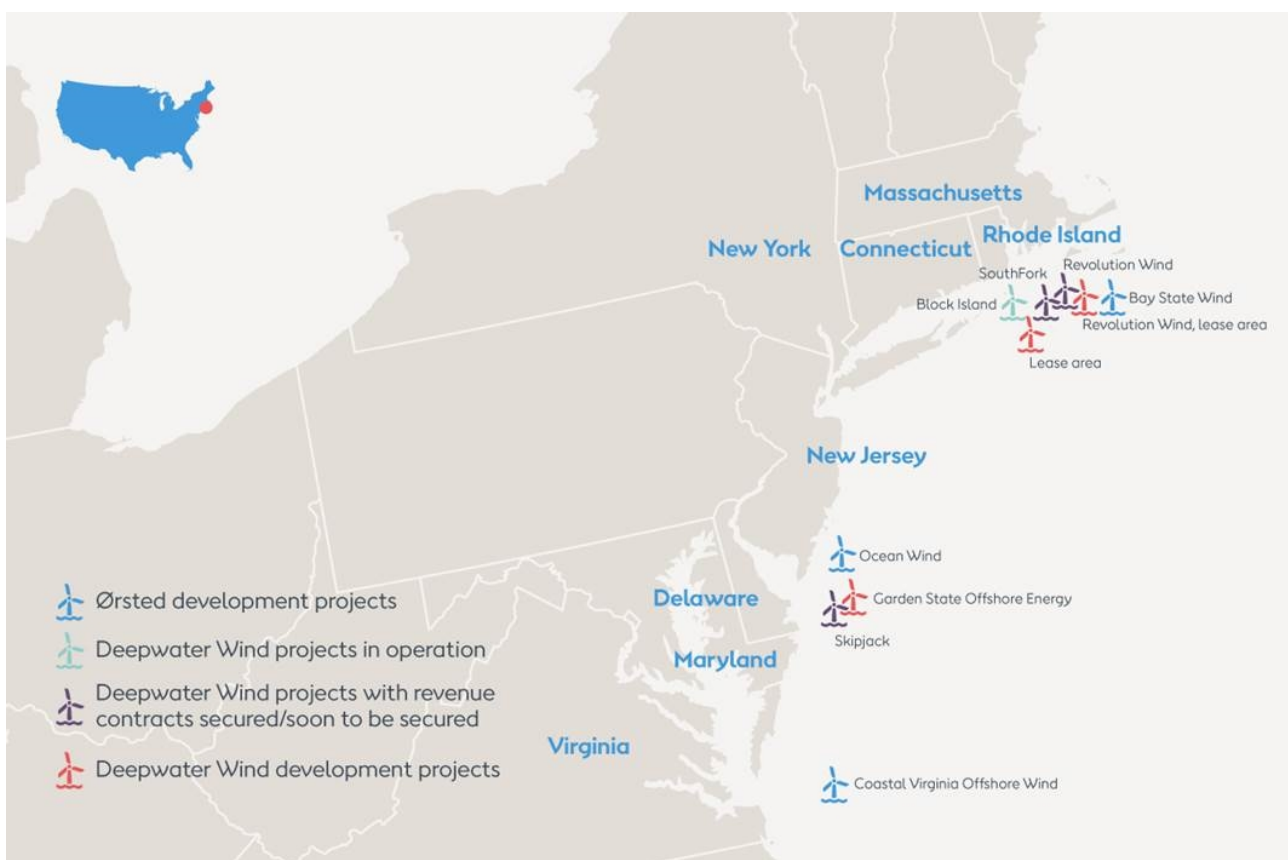 Massachusetts
Rhode Island
New York
Connecticut
SouthFork
Revolution Wind
Block Island
Bay State Wind
Revolution Wind, lease area
Lease area
New Jersey
Ocean Wind
Delaware
Garden State Offshore Energy
Skipjack
Maryland
Virginia
Coastal Virginia Offshore Wind
Ørsted development projects
Deepwater Wind projects in operation
Deepwater Wind projects with revenue
contracts secured/soon to be secured
Deepwater Wind development projects